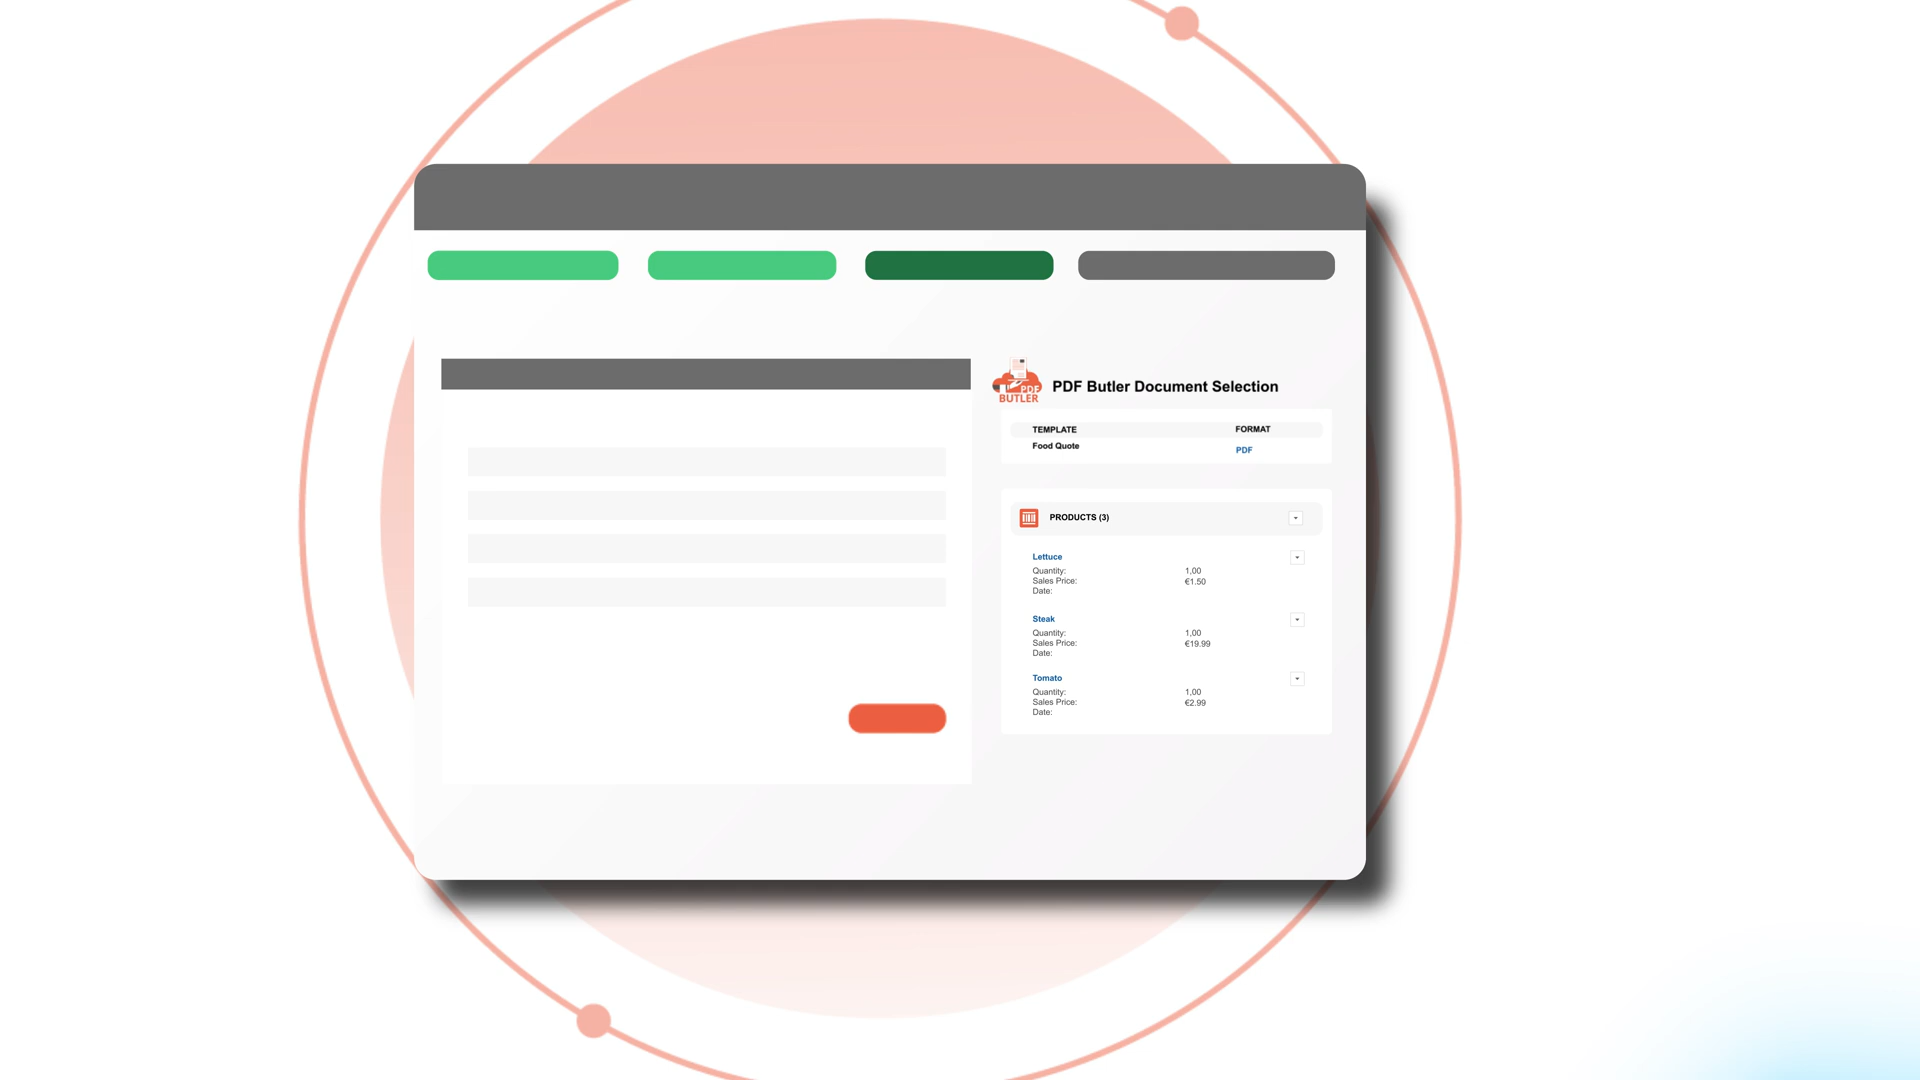 PDF
BUTLER
PDF Butler Document Selection
TEMPLATE FORMAT
Food Quote PDF
PRODUCTS (3)
Lettuce
Quantity: 1,00
Sales Price: €1.50
Date:
Steak
Quantity: 1,00
Sales Price: €19.99
Date:
Tomato
Quantity: 1,00
Sales Price: €2.99
Date: